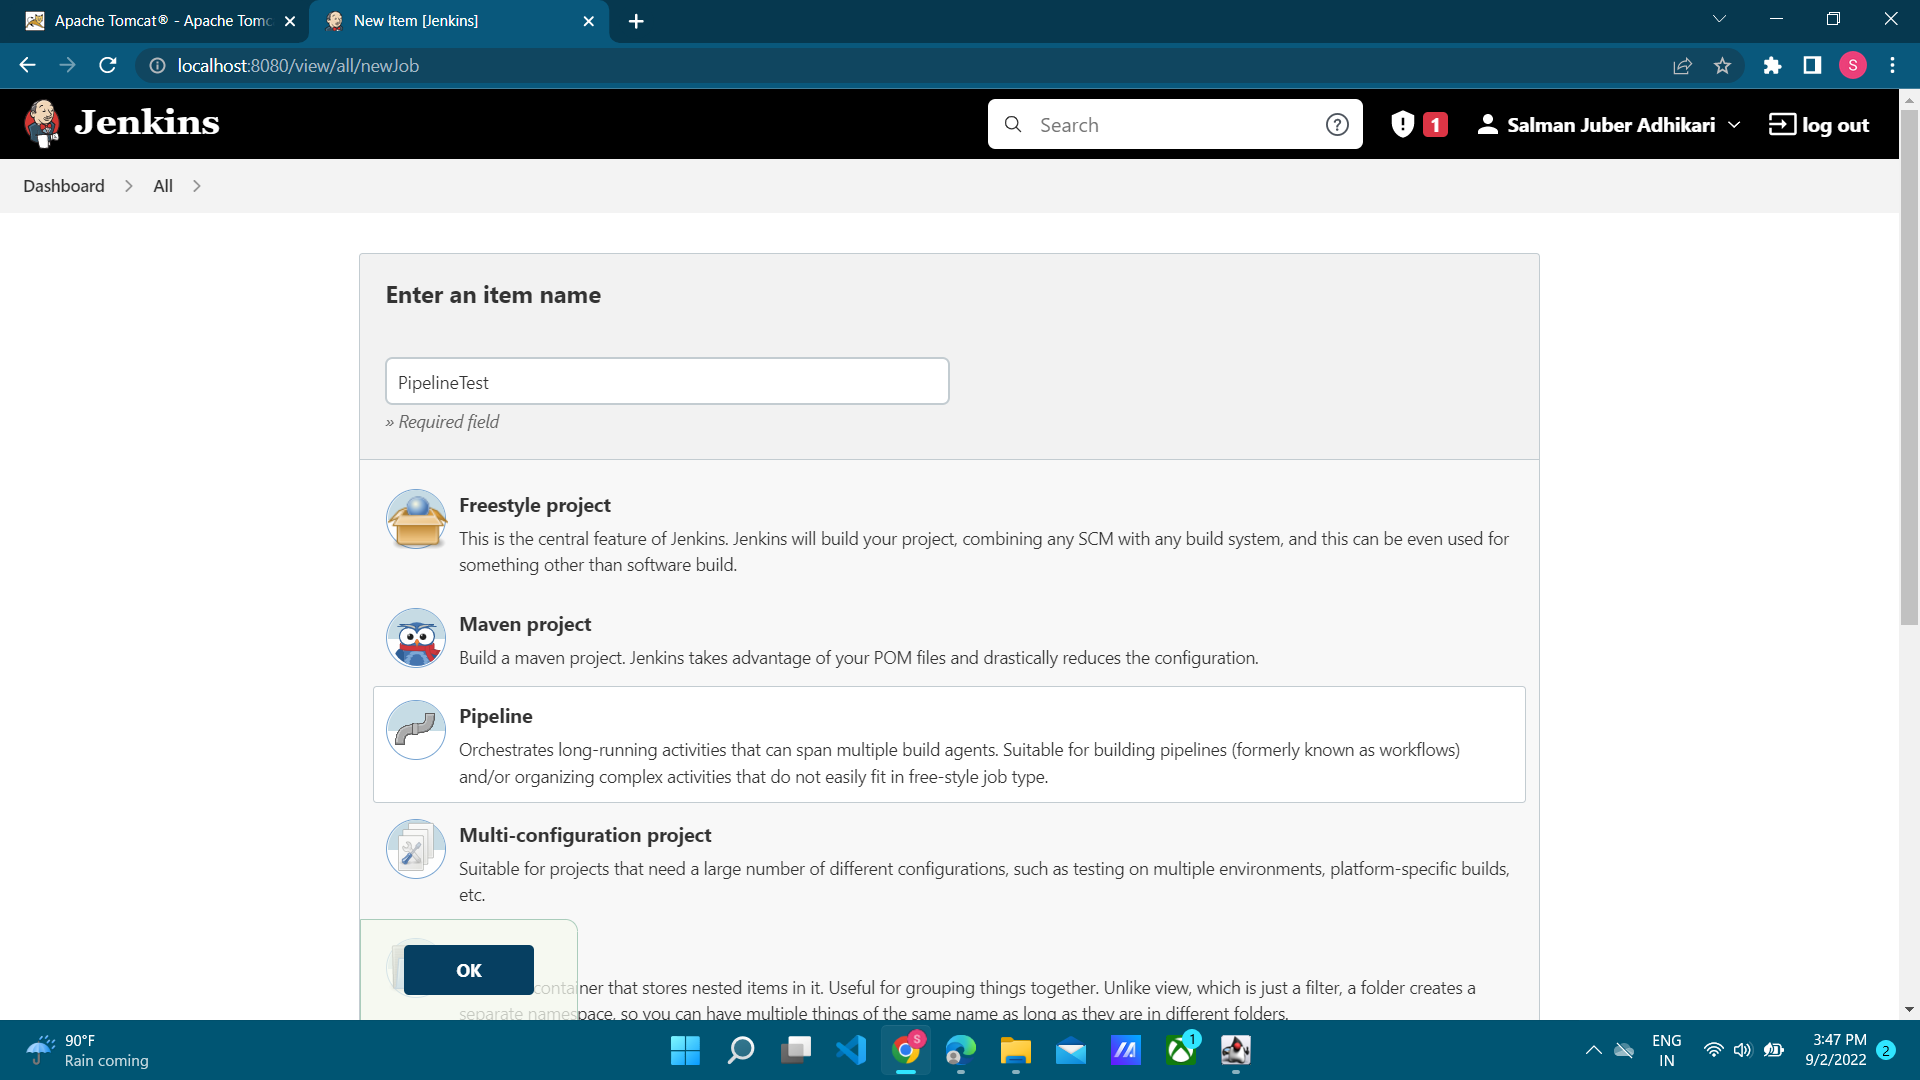 Apache Tomcat® - Apache Tomc
New Item [Jenkins]
localhost:8080/view/all/newJob
S
Jenkins
Search
1
Salman Juber Adhikari
log out
Dashboard
All
Enter an item name
PipelineTest
» Required field
Freestyle project
This is the central feature of Jenkins. Jenkins will build your project, combining any SCM with any build system, and this can be even used for
something other than software build.
Maven project
Build a maven project. Jenkins takes advantage of your POM files and drastically reduces the configuration.
Pipeline
Orchestrates long-running activities that can span multiple build agents. Suitable for building pipelines (formerly known as workflows)
and/or organizing complex activities that do not easily fit in free-style job type.
Multi-configuration project
Suitable for projects that need a large number of different configurations, such as testing on multiple environments, platform-specific builds,
etc.
OK
container that stores nested items in it. Useful for grouping things together. Unlike view, which is just a filter, a folder creates a
separate namespace, so you can have multiple things of the same name as long as they are in different folders.
90°F
Rain coming
S
1
ENG
IN
3:47 PM
9/2/2022
2